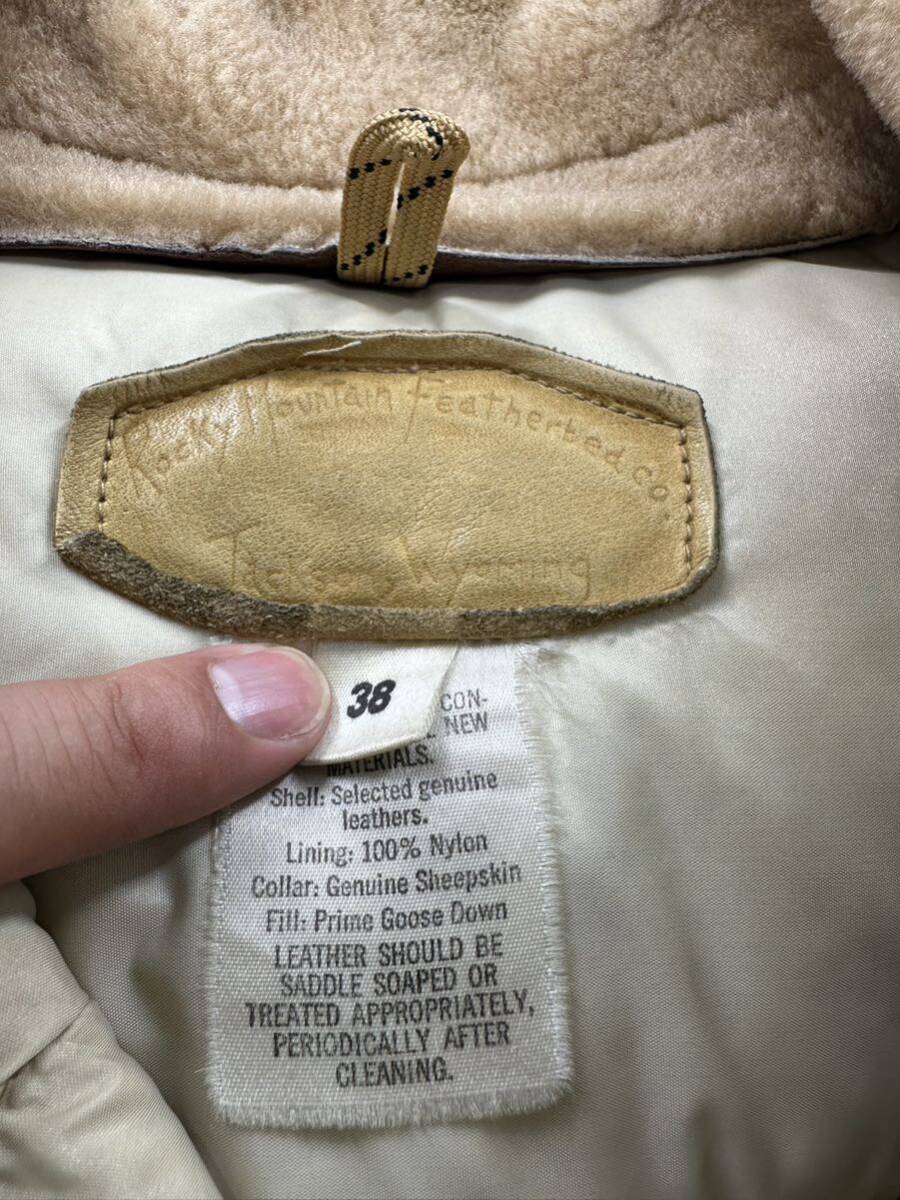 Rocky Mountain Featherbed Co.
Jackson, Wyoming
38
CON-
NEW
MATERIALS.
Shell: Selected genuine
leathers.
Lining: 100% Nylon
Collar: Genuine Sheepskin
Fill: Prime Goose Down
LEATHER SHOULD BE
SADDLE SOAPED OR
TREATED APPROPRIATELY,
PERIODICALLY AFTER
CLEANING.